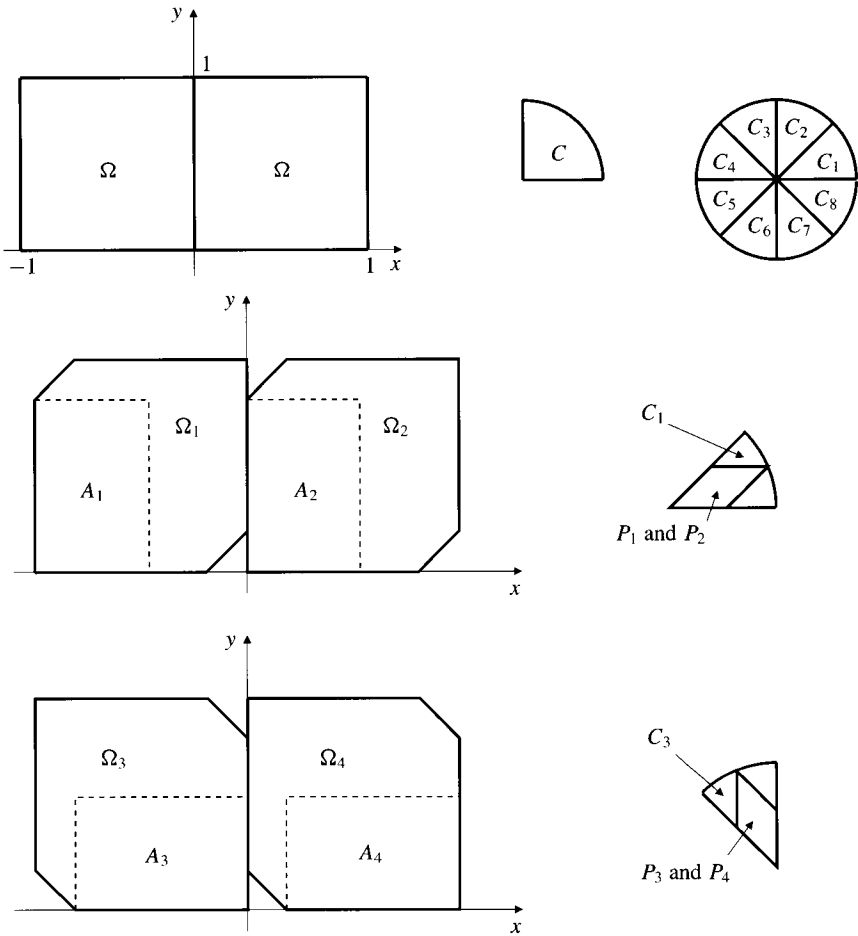 y
1
Ω Ω
−1 1 x
C
C₃ C₂
C₄ C₁
C₅ C₈
C₆ C₇
y
Ω₁ Ω₂
A₁ A₂
x
C₁
P₁ and P₂
y
Ω₃ Ω₄
A₃ A₄
x
C₃
P₃ and P₄